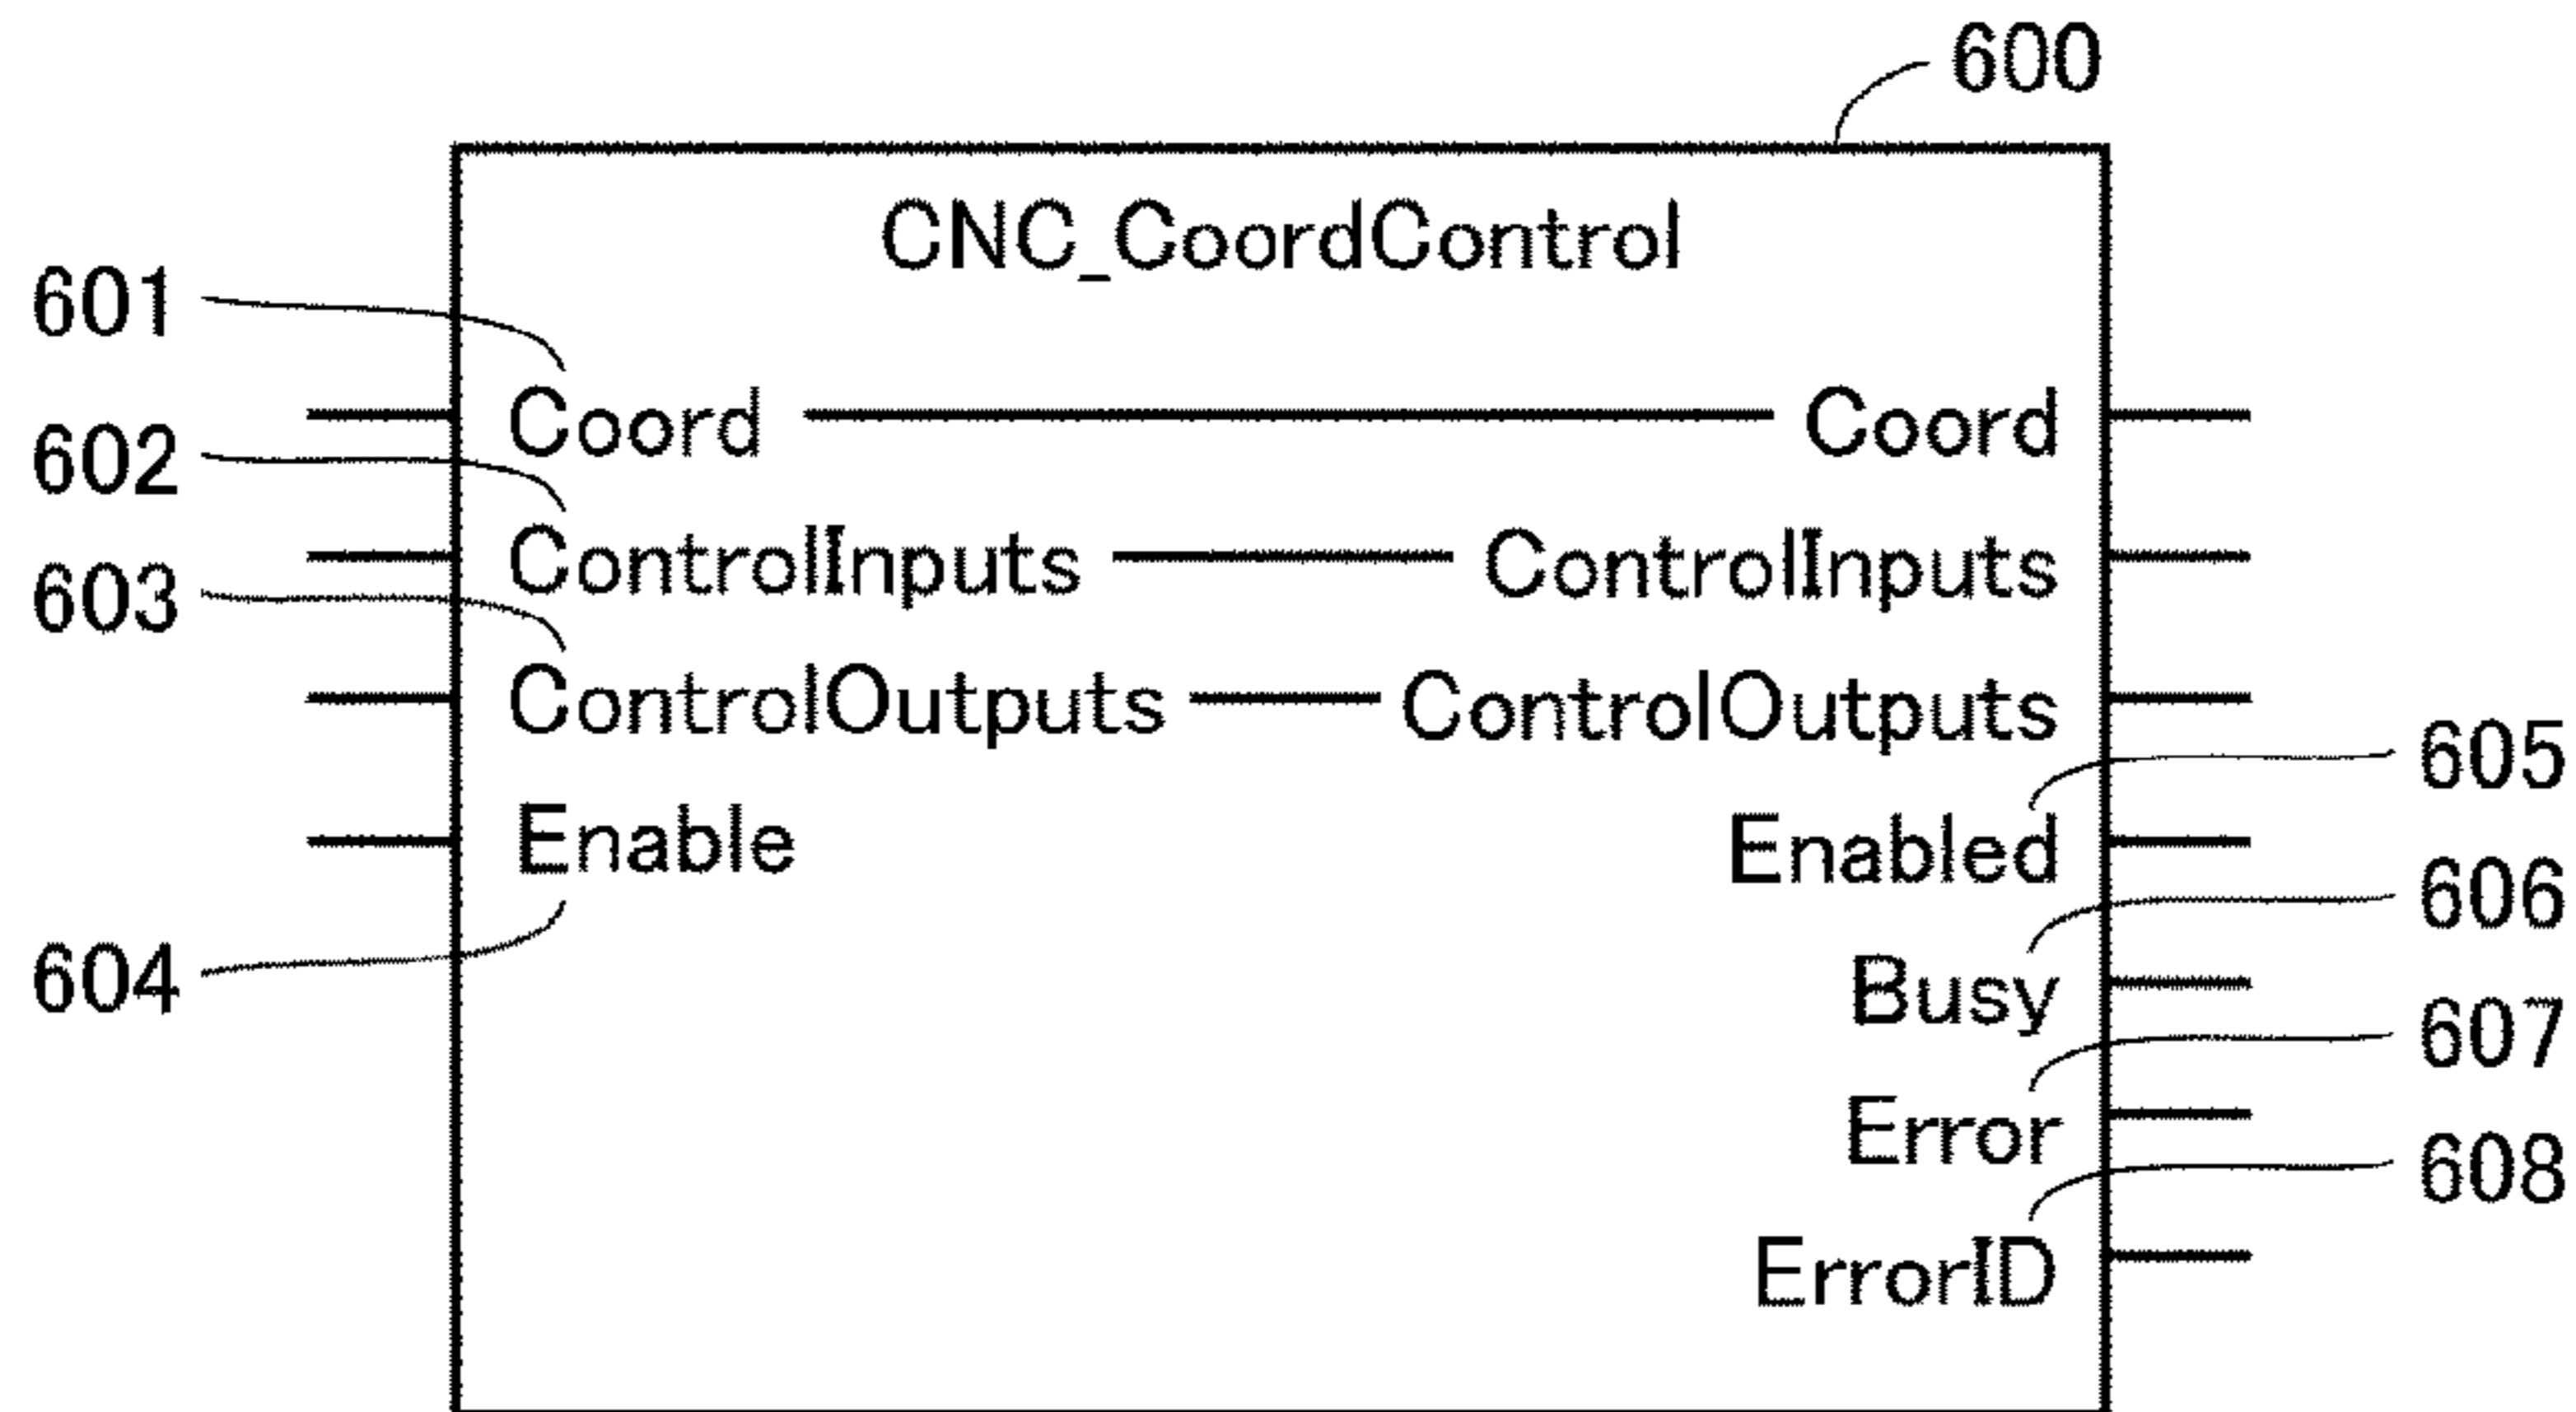 600
CNC_CoordControl
601
Coord Coord
602
ControlInputs ControlInputs
603
ControlOutputs ControlOutputs
605
Enable Enabled
606
604
Busy
607
Error
608
ErrorID